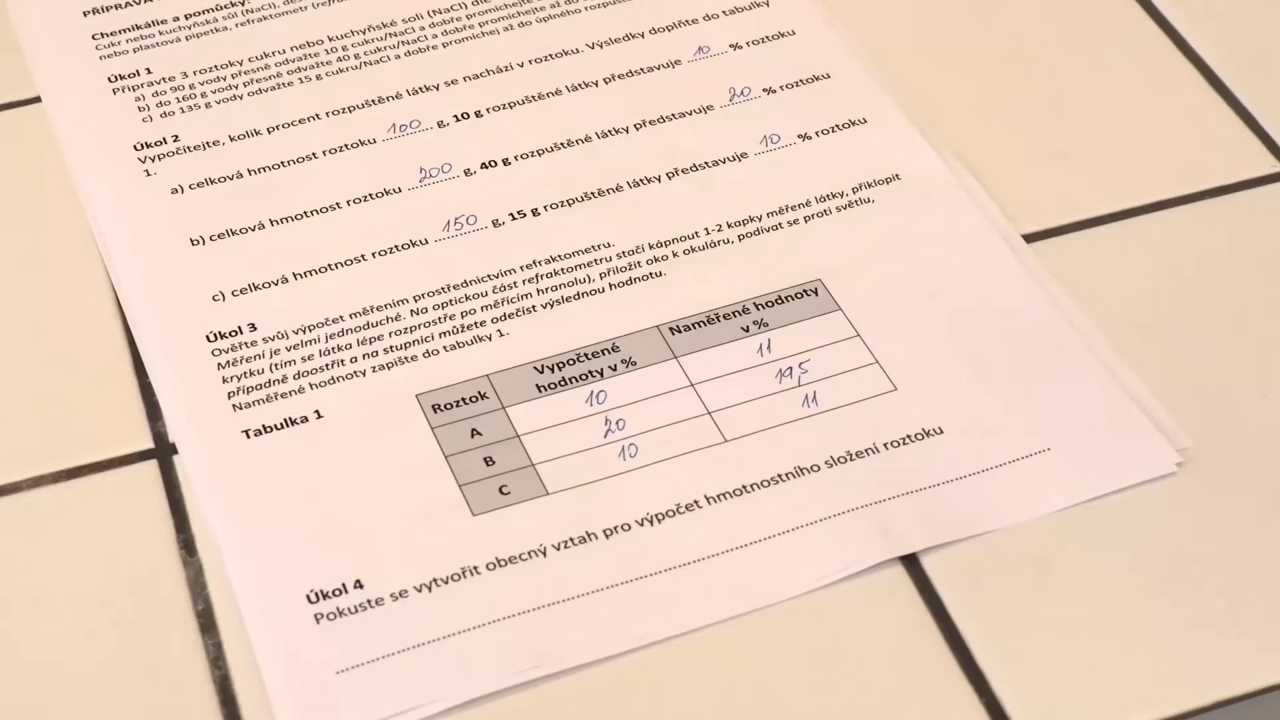 PŘÍPRAVA
Chemikálie a pomůcky:
Cukr nebo kuchyňská sůl (NaCl),
nebo plastová pipeta, refraktometr
Úkol 1
Připravte 3 roztoky cukru nebo kuchyňské soli (NaCl) dle
a) do 90 g vody přesně odvažte 10 g cukru/NaCl a dobře promíchejte
b) do 160 g vody přesně odvažte 40 g cukru/NaCl a dobře promíchejte až do
c) do 135 g vody odvažte 15 g cukru/NaCl a dobře promíchej až do úplného
Úkol 2
Vypočítejte, kolik procent rozpuštěné látky se nachází v roztoku. Výsledky doplňte do tabulky
1.
a) celková hmotnost roztoku 100 g, 10 g rozpuštěné látky představuje 10 % roztoku
b) celková hmotnost roztoku 200 g, 40 g rozpuštěné látky představuje 20 % roztoku
c) celková hmotnost roztoku 150 g, 15 g rozpuštěné látky představuje 10 % roztoku
Úkol 3
Ověřte svůj výpočet měřením prostřednictvím refraktometru.
Měření je velmi jednoduché. Na optickou část refraktometru stačí kápnout 1-2 kapky měřené látky, přiklopit
krytku (tím se látka lépe rozprostře po měřicím hranolu), přiložit oko k okuláru, podívat se proti světlu,
případně doostřit a na stupnici můžete odečíst výslednou hodnotu.
Naměřené hodnoty zapište do tabulky 1.
Tabulka 1
Roztok Vypočtené hodnoty v % Naměřené hodnoty v %
A 10 11
B 20 19,5
C 10 11
Úkol 4
Pokuste se vytvořit obecný vztah pro výpočet hmotnostního složení roztoku